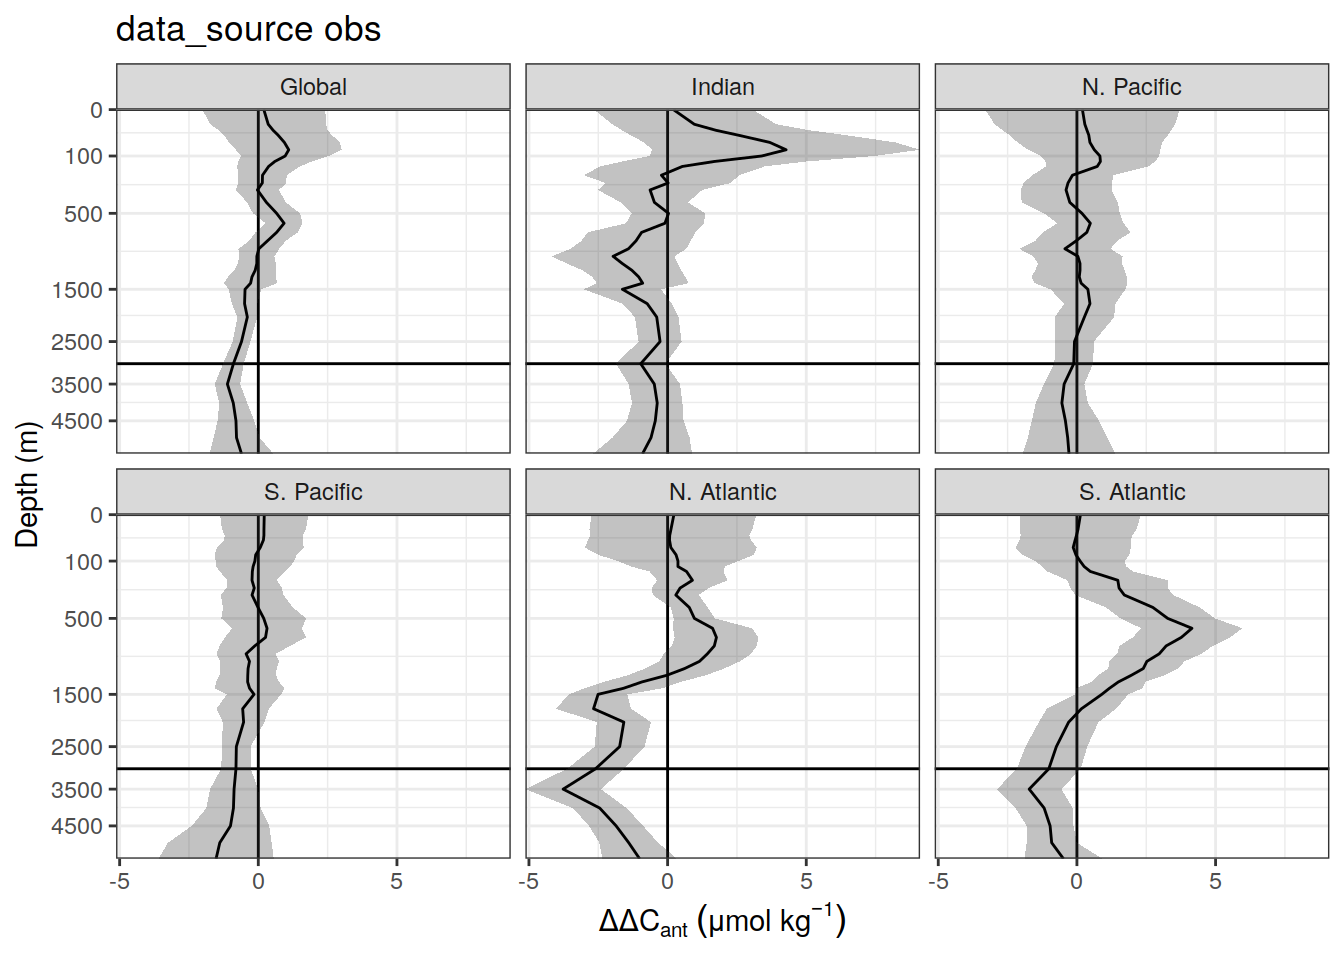 data_source obs
Global
Indian
N. Pacific
0
100
500
1500
2500
3500
4500
S. Pacific
N. Atlantic
S. Atlantic
0
100
500
1500
2500
3500
4500
Depth (m)
-5 0 5
-5 0 5
-5 0 5
ΔΔCant (μmol kg−1)